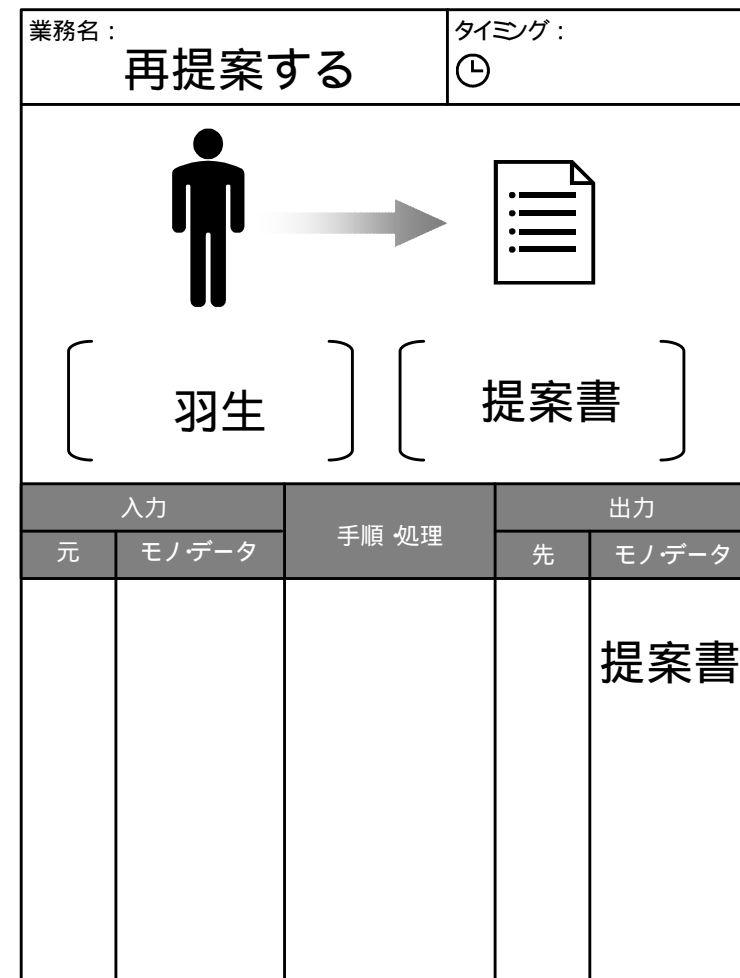 業務名：
再提案する
タイミング：
羽生
提案書
入力
手順・処理
出力
元
モノ・データ
先
モノ・データ
提案書